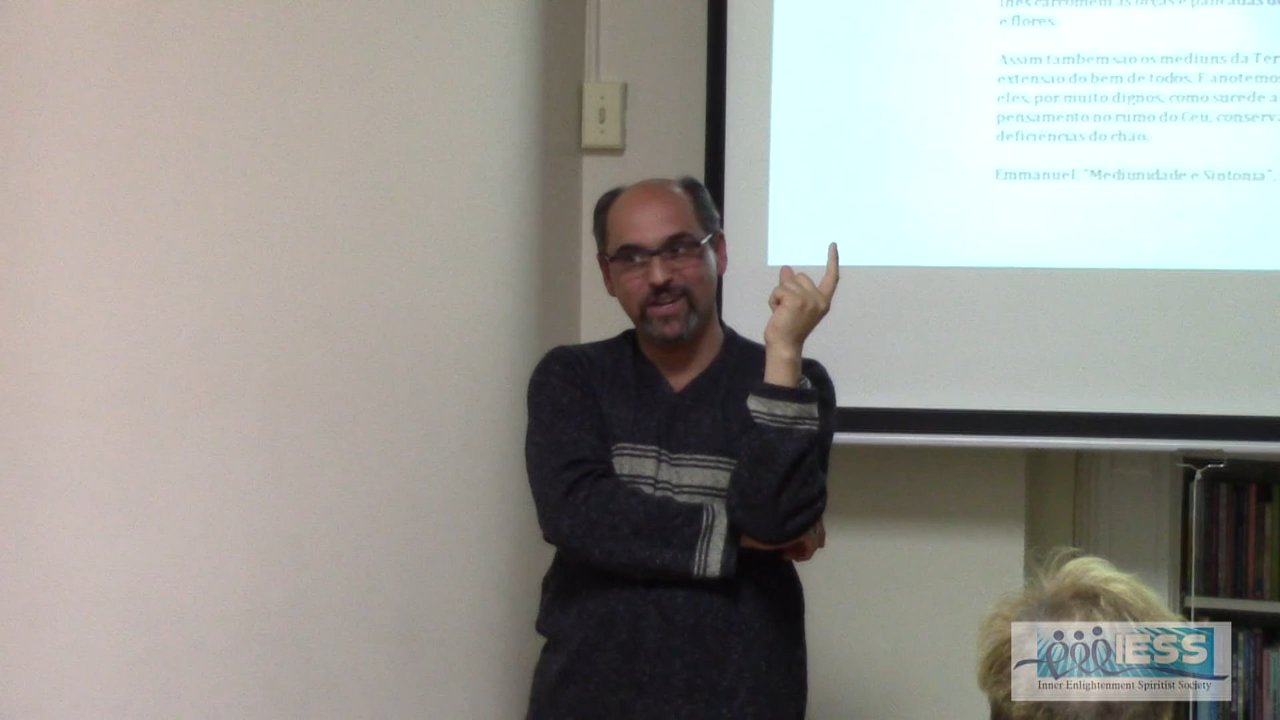 e flores.
Assim tambem sao os mediuns da Ter
extensao do bem de todos. E anotemos
eles, por muito dignos, como sucede a
pensamento no rumo do Ceu, conserva
deficiencias do chao.
Emmanuel. "Mediunidade e Sintonia".
IESS
Inner Enlightenment Spiritist Society